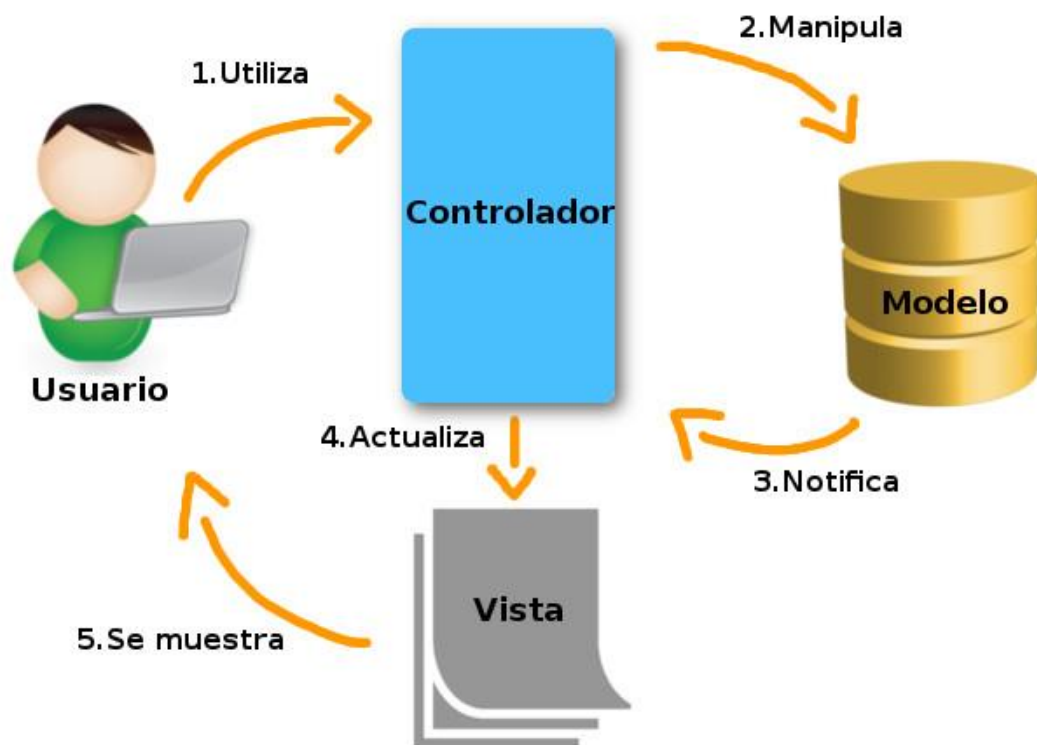 2.Manipula
1.Utiliza
Controlador
Modelo
Usuario
4.Actualiza
3.Notifica
Vista
5.Se muestra